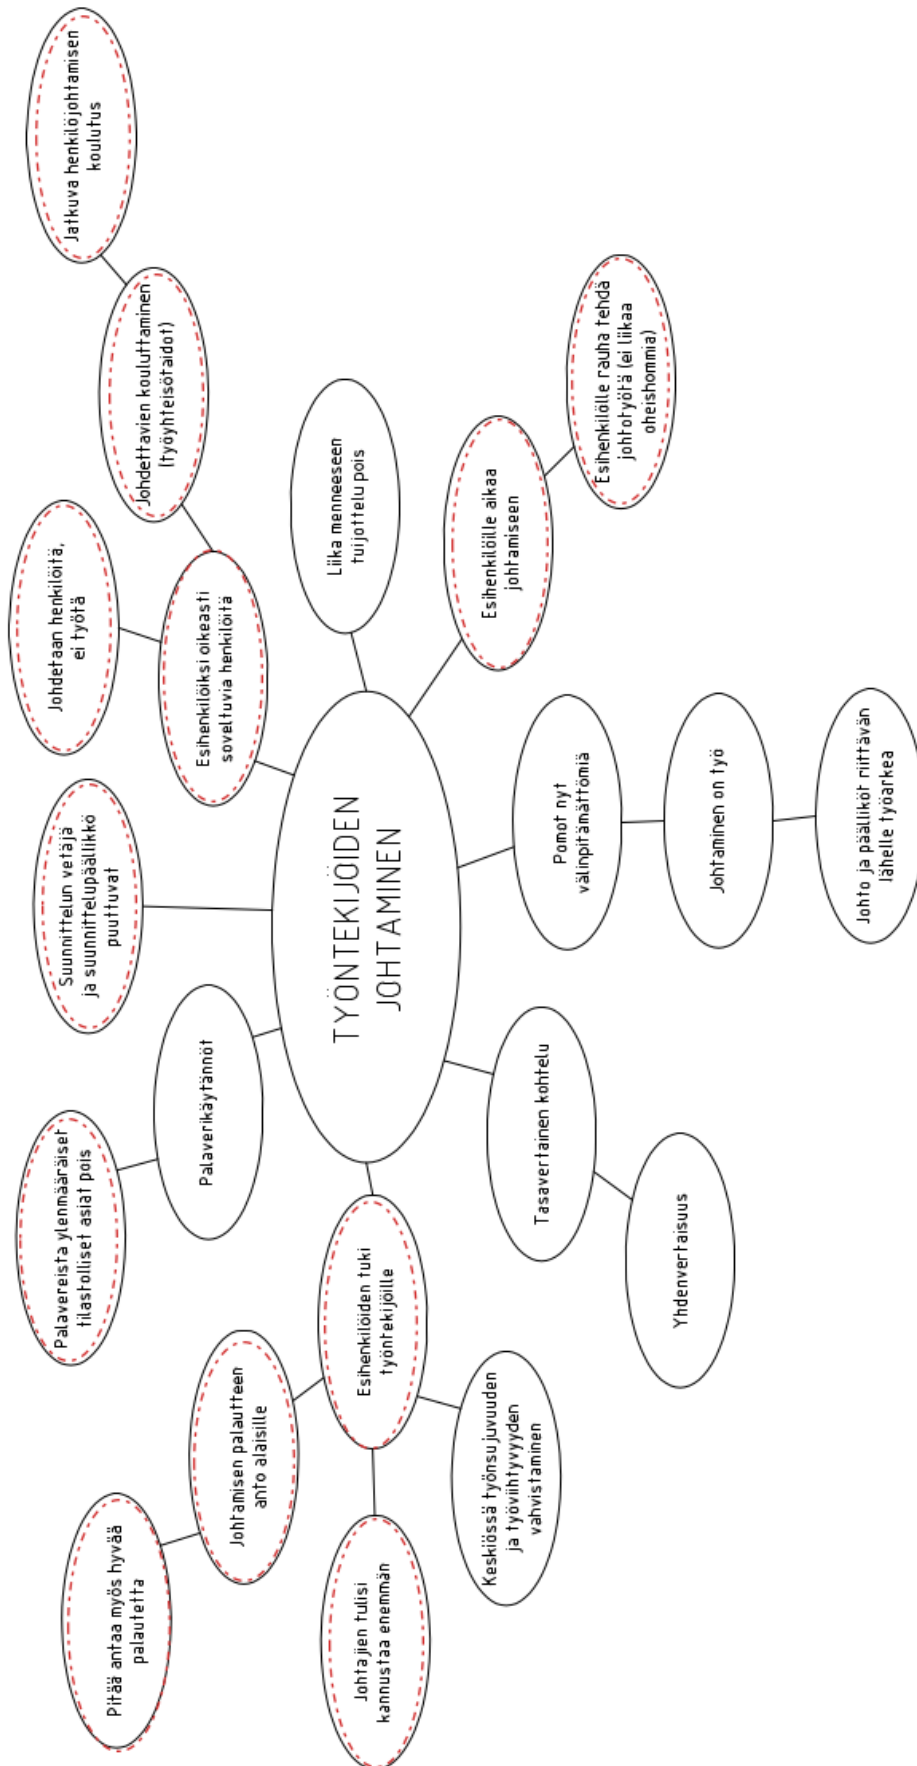 Jatkuva henkilöjohtamisen
koulutus
Johdettavien kouluttaminen
(työyhteisötaidot)
Johdetaan henkilöitä,
ei työtä
Esihenkilöiksi oikeasti
soveltuvia henkilöitä
Suunnittelun vetäjä
ja suunnittelupäällikkö
puuttuvat
Palaverikäytännöt
Palavereista ylenmääräiset
tilastolliset asiat pois
Pitää antaa myös hyvää
palautetta
Johtamisen palautteen
anto alaisille
Esihenkilöiden tuki
työntekijöille
Johtajien tulisi
kannustaa enemmän
Keskiössä työnsujuvuuden
ja työviihtyvyyden
vahvistaminen
TYÖNTEKIJÖIDEN
JOHTAMINEN
Liika menneeseen
tuijottelu pois
Esihenkilöille aikaa
johtamiseen
Esihenkilöille rauha tehdä
johtotyötä (ei liikaa
oheishommia)
Pomot nyt
välinpitämättömiä
Johtaminen on työ
Johto ja päälliköt riittävän
lähelle työarkea
Tasavertainen kohtelu
Yhdenvertaisuus